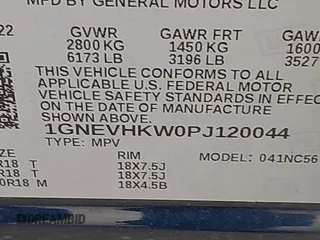 MFD BY GENERAL MOTORS LLC
22 GVWR GAWR FRT GAW
2800 KG 1450 KG 1600
6173 LB 3196 LB 3527
THIS VEHICLE CONFORMS TO ALL
APPLICABLE U.S. FEDERAL MOTOR
VEHICLE SAFETY STANDARDS IN EFFECT
ON THE DATE OF MANUFACTURE
SHOWN ABOVE.
1GNEVHKW0PJ120044
TYPE: MPV MODEL: 041NC56
ZE RIM
R18 T 18X7.5J
R18 T 18X7.5J
0R18 M 18X4.5B
DREAMBID